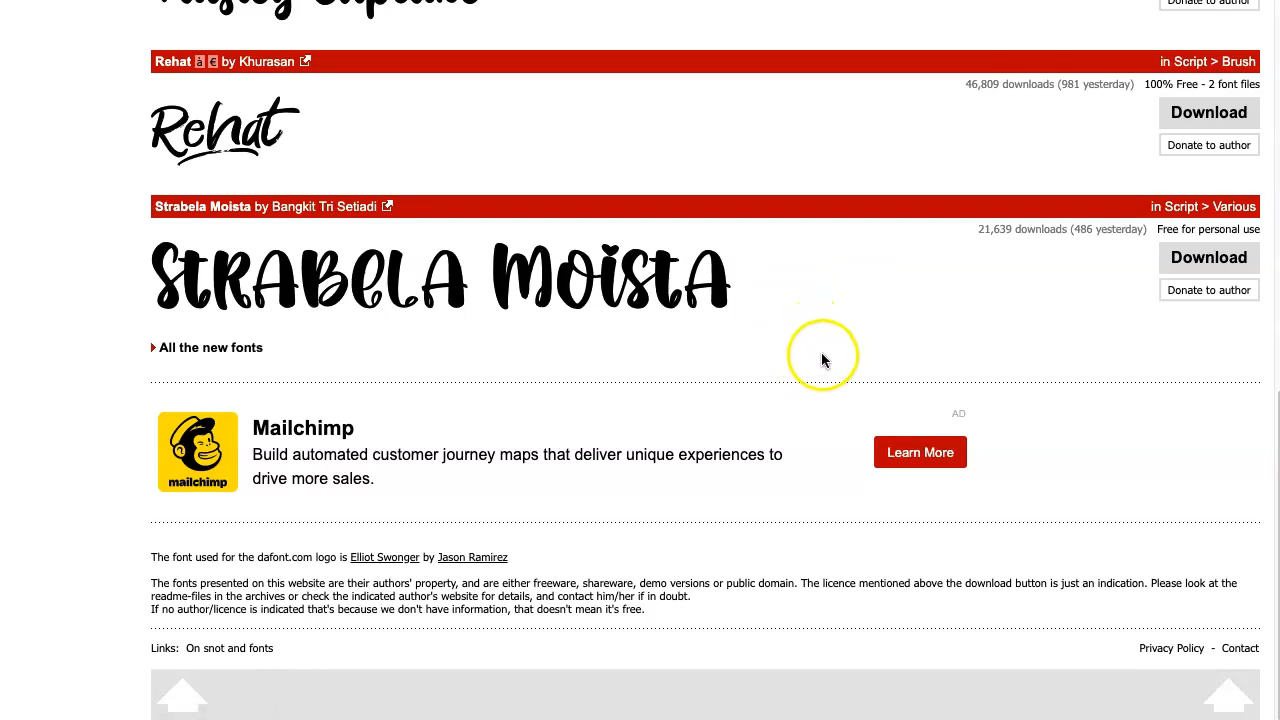 Donate to author
Rehat à € by Khurasan
in Script > Brush
46,809 downloads (981 yesterday) 100% Free - 2 font files
Rehat
Download
Donate to author
Strabela Moista by Bangkit Tri Setiadi
in Script > Various
21,639 downloads (486 yesterday) Free for personal use
STRABELA MOiSTA
Download
Donate to author
All the new fonts
AD
Mailchimp
Build automated customer journey maps that deliver unique experiences to
drive more sales.
mailchimp
Learn More
The font used for the dafont.com logo is Elliot Swonger by Jason Ramirez
The fonts presented on this website are their authors' property, and are either freeware, shareware, demo versions or public domain. The licence mentioned above the download button is just an indication. Please look at the
readme-files in the archives or check the indicated author's website for details, and contact him/her if in doubt.
If no author/licence is indicated that's because we don't have information, that doesn't mean it's free.
Links: On snot and fonts
Privacy Policy - Contact